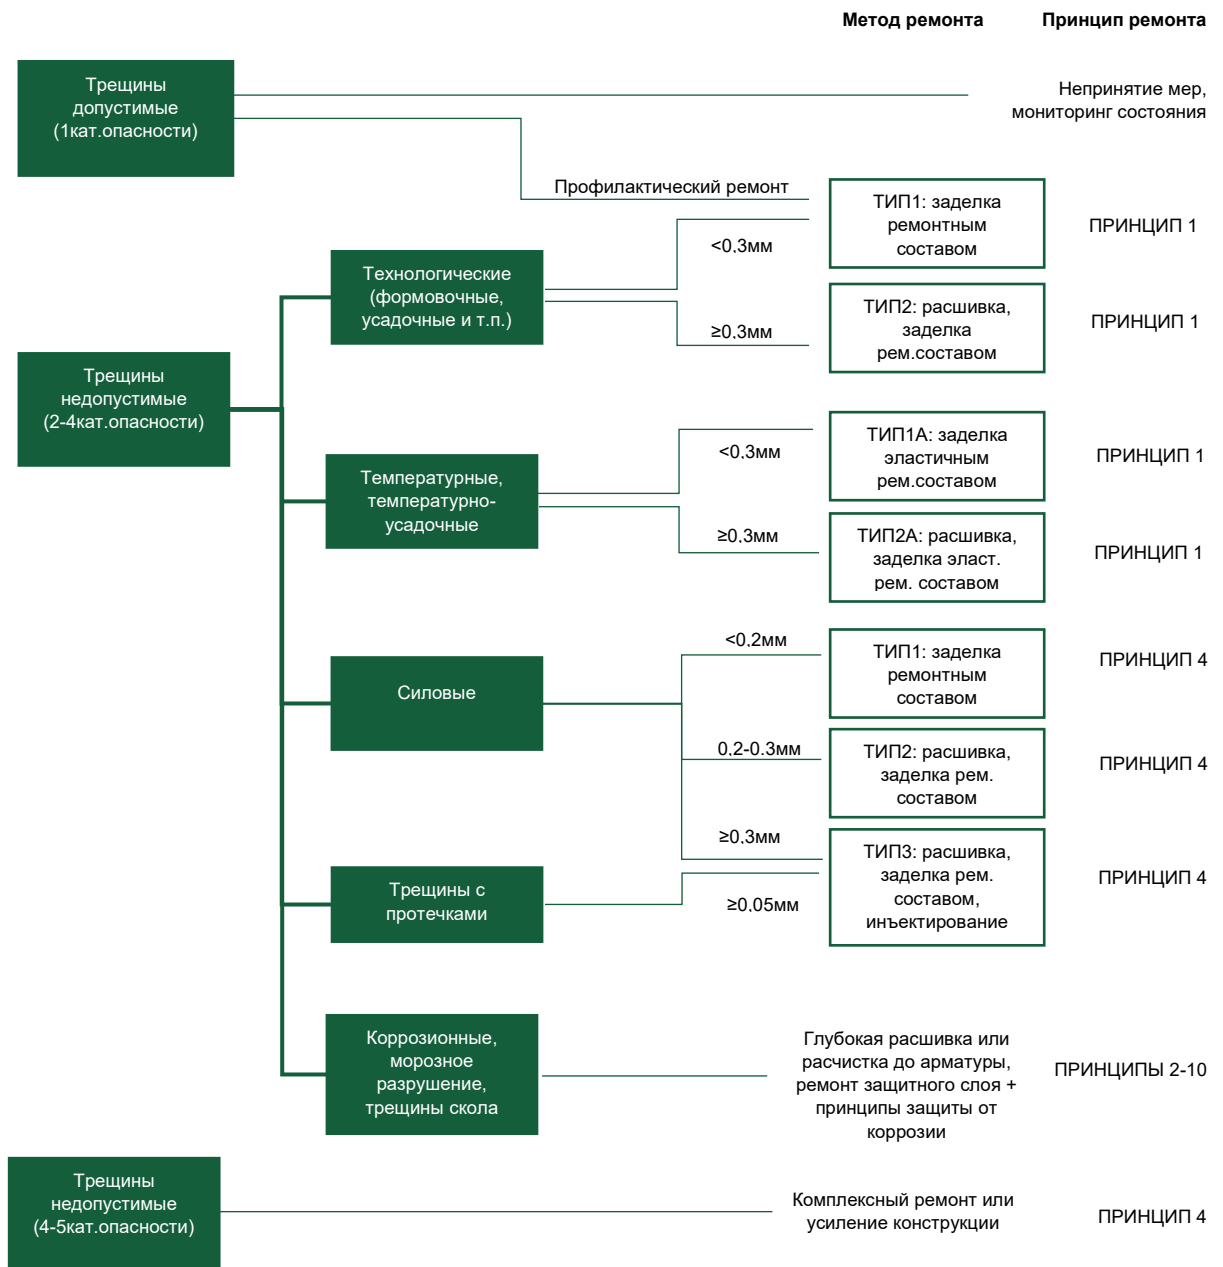 Метод ремонта
Принцип ремонта
Трещины
допустимые
(1кат.опасности)
Непринятие мер,
мониторинг состояния
Профилактический ремонт
ТИП1: заделка
ремонтным
составом
ПРИНЦИП 1
<0,3мм
Технологические
(формовочные,
усадочные и т.п.)
≥0,3мм
ТИП2: расшивка,
заделка
рем.составом
ПРИНЦИП 1
Трещины
недопустимые
(2-4кат.опасности)
<0,3мм
ТИП1А: заделка
эластичным
рем.составом
ПРИНЦИП 1
Температурные,
температурно-
усадочные
≥0,3мм
ТИП2А: расшивка,
заделка эласт.
рем. составом
ПРИНЦИП 1
<0,2мм
ТИП1: заделка
ремонтным
составом
ПРИНЦИП 4
Силовые
0,2-0,3мм
ТИП2: расшивка,
заделка рем.
составом
ПРИНЦИП 4
≥0,3мм
ТИП3: расшивка,
заделка рем.
составом,
инъектирование
ПРИНЦИП 4
Трещины с
протечками
≥0,05мм
Коррозионные,
морозное
разрушение,
трещины скола
Глубокая расшивка или
расчистка до арматуры,
ремонт защитного слоя +
принципы защиты от
коррозии
ПРИНЦИПЫ 2-10
Трещины
недопустимые
(4-5кат.опасности)
Комплексный ремонт или
усиление конструкции
ПРИНЦИП 4